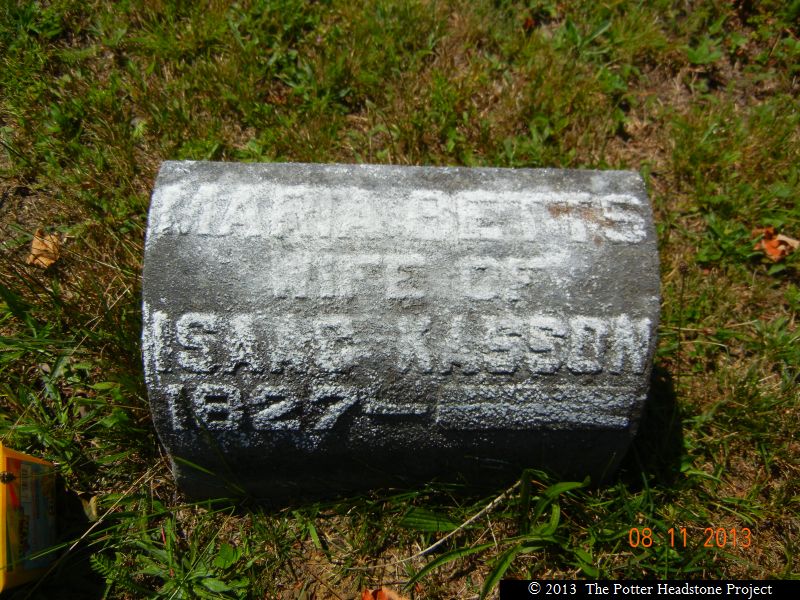 MARIA BETTS
WIFE OF
ISAAC KASSON
1827—
08 11 2013
© 2013 The Potter Headstone Project